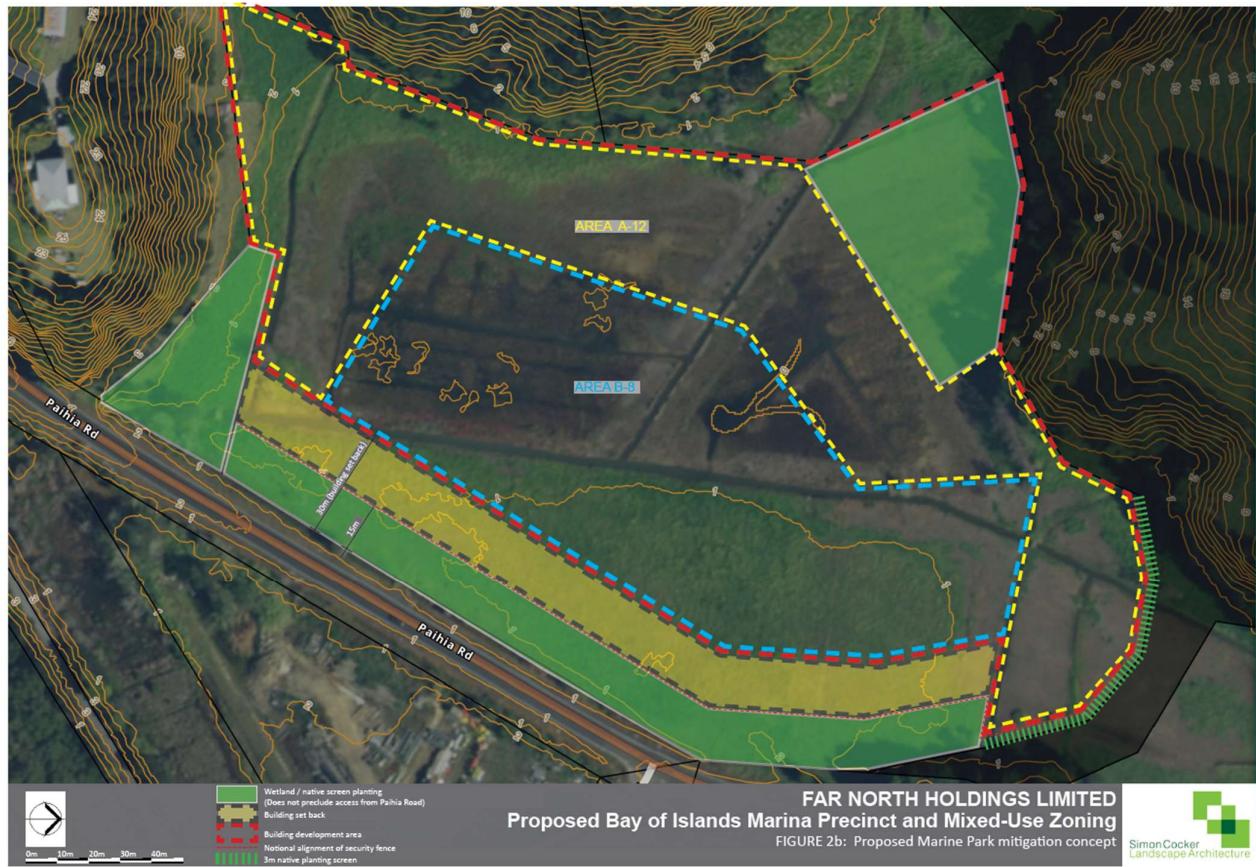 AREA A-12
AREA B-8
Paihia Rd
30m (building set back)
15m
Paihia Rd
Wetland / native screen planting
(Does not preclude access from Paihia Road)
Building set back
Building development area
Notional alignment of security fence
3m native planting screen
0m 10m 20m 30m 40m
FAR NORTH HOLDINGS LIMITED
Proposed Bay of Islands Marina Precinct and Mixed-Use Zoning
FIGURE 2b: Proposed Marine Park mitigation concept
Simon Cocker
Landscape Architecture